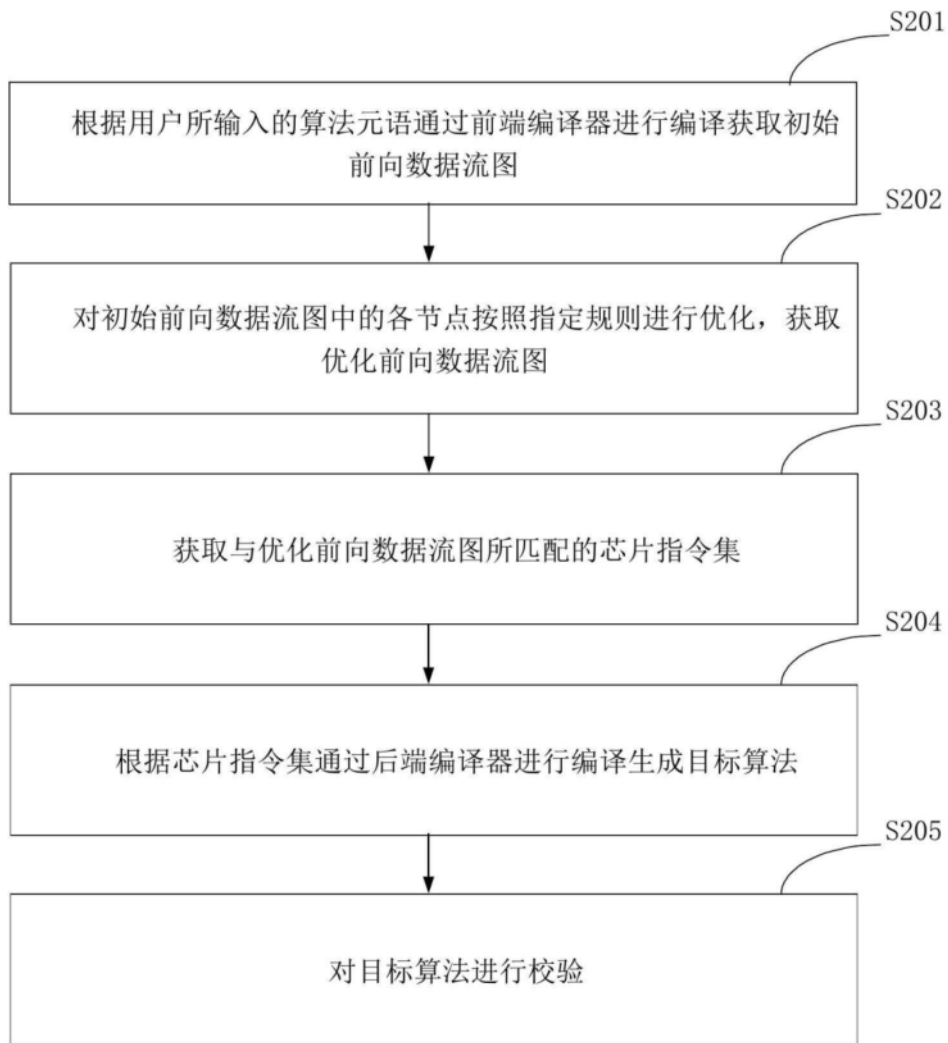 S201
根据用户所输入的算法元语通过前端编译器进行编译获取初始
前向数据流图
S202
对初始前向数据流图中的各节点按照指定规则进行优化，获取
优化前向数据流图
S203
获取与优化前向数据流图所匹配的芯片指令集
S204
根据芯片指令集通过后端编译器进行编译生成目标算法
S205
对目标算法进行校验